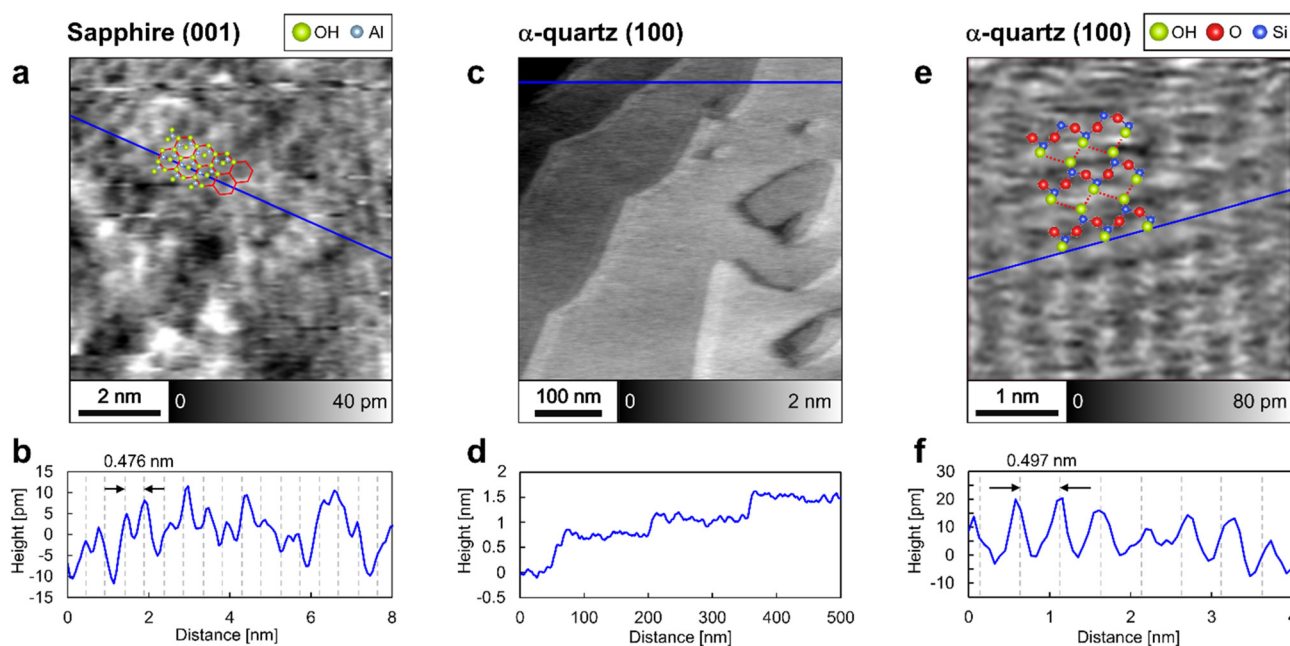 Sapphire (001)
OH Al
α-quartz (100)
α-quartz (100)
OH O Si
a
c
e
2 nm
0
40 pm
100 nm
0
2 nm
1 nm
0
80 pm
b
0.476 nm
15
10
5
0
-5
-10
-15
Height [pm]
0 2 4 6 8
Distance [nm]
d
2
1.5
1
0.5
0
-0.5
Height [nm]
0 100 200 300 400 500
Distance [nm]
f
0.497 nm
30
20
10
0
-10
Height [pm]
0 1 2 3 4
Distance [nm]